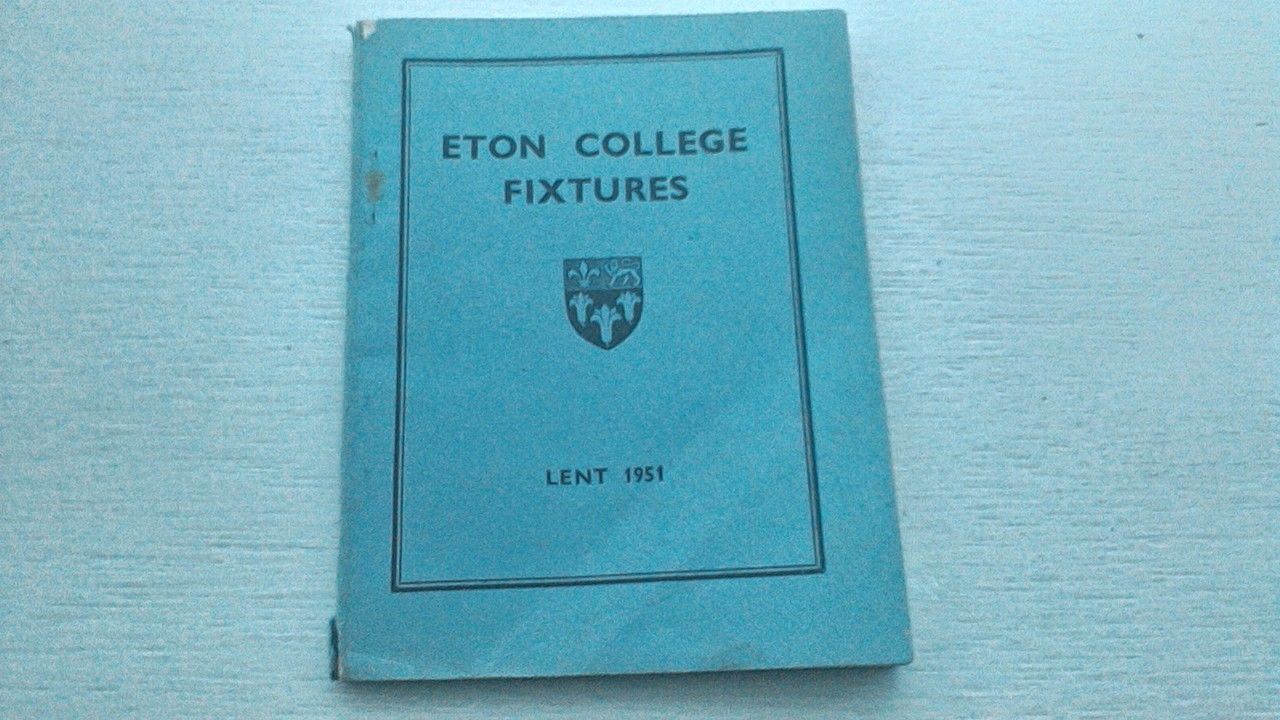 ETON COLLEGE
FIXTURES
LENT 1951